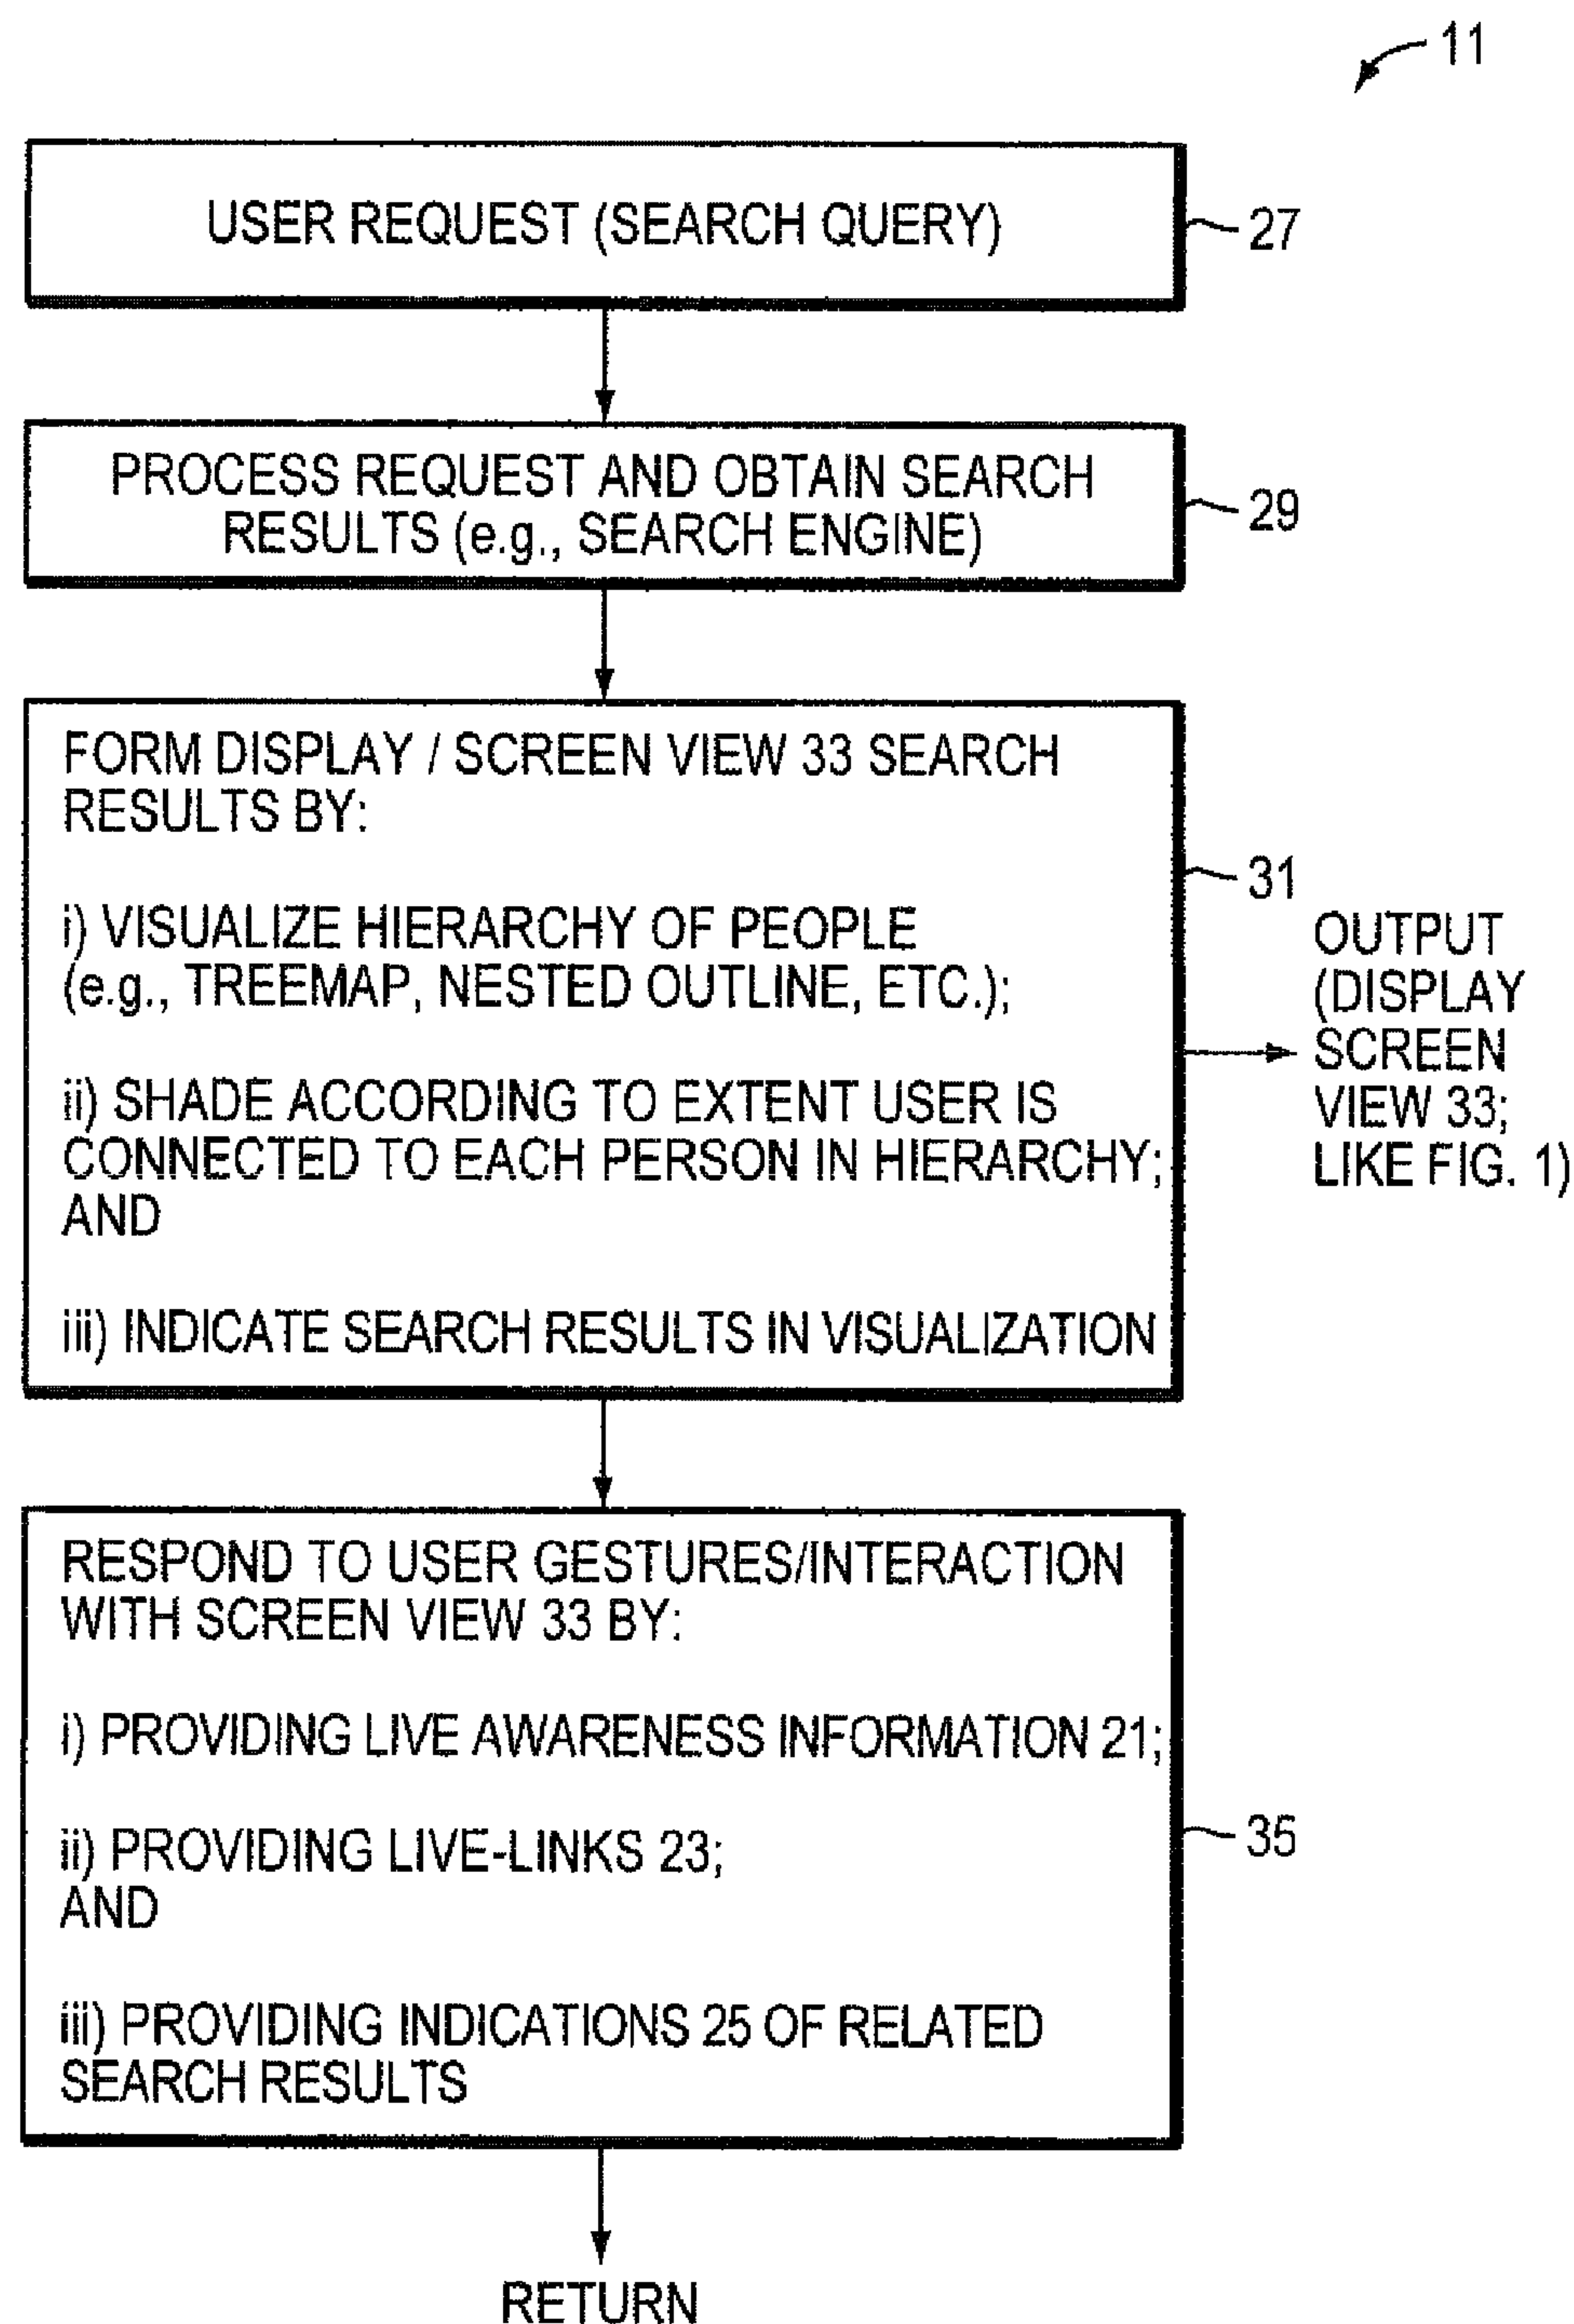 11
USER REQUEST (SEARCH QUERY)
27
PROCESS REQUEST AND OBTAIN SEARCH
RESULTS (e.g., SEARCH ENGINE)
29
FORM DISPLAY / SCREEN VIEW 33 SEARCH
RESULTS BY:
i) VISUALIZE HIERARCHY OF PEOPLE
(e.g., TREEMAP, NESTED OUTLINE, ETC.);
ii) SHADE ACCORDING TO EXTENT USER IS
CONNECTED TO EACH PERSON IN HIERARCHY;
AND
iii) INDICATE SEARCH RESULTS IN VISUALIZATION
31
OUTPUT
(DISPLAY
SCREEN
VIEW 33;
LIKE FIG. 1)
RESPOND TO USER GESTURES/INTERACTION
WITH SCREEN VIEW 33 BY:
i) PROVIDING LIVE AWARENESS INFORMATION 21;
ii) PROVIDING LIVE-LINKS 23;
AND
iii) PROVIDING INDICATIONS 25 OF RELATED
SEARCH RESULTS
35
RETURN